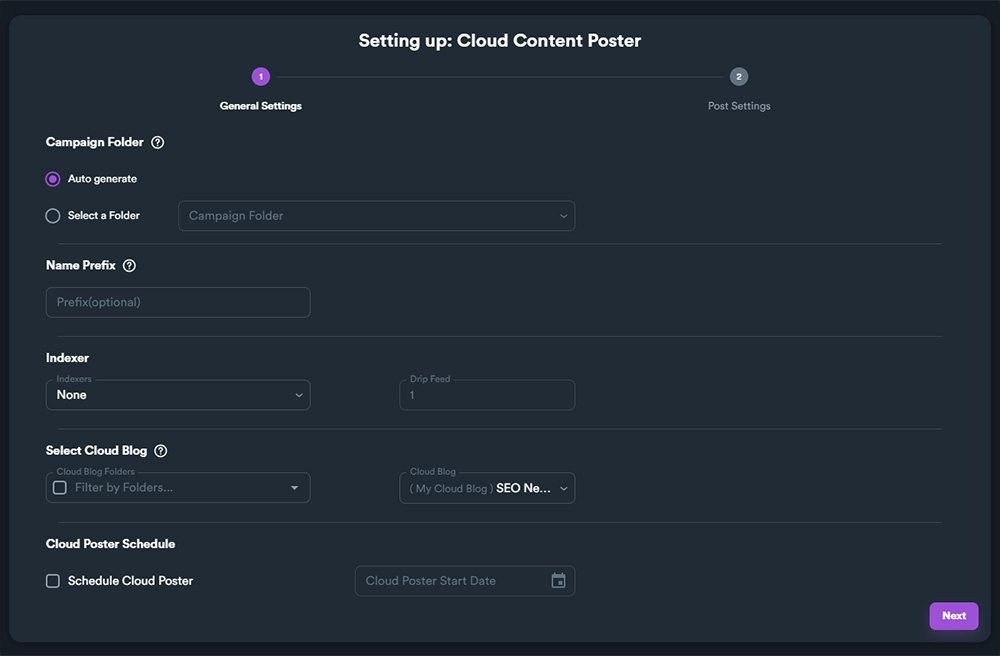 Setting up: Cloud Content Poster
1
2
General Settings
Post Settings
Campaign Folder ?
Auto generate
Select a Folder
Campaign Folder
Name Prefix ?
Prefix(optional)
Indexer
Indexers
None
Drip Feed
1
Select Cloud Blog ?
Cloud Blog Folders
Filter by Folders...
Cloud Blog
( My Cloud Blog ) SEO Ne...
Cloud Poster Schedule
Schedule Cloud Poster
Cloud Poster Start Date
Next